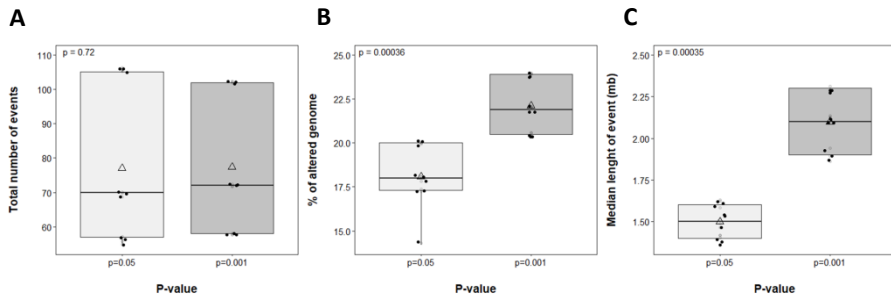 A
p = 0.72
Total number of events
110
100
90
80
70
60
p=0.05
p=0.001
P-value
B
p = 0.00036
% of altered genome
25.0
22.5
20.0
17.5
15.0
p=0.05
p=0.001
P-value
C
p = 0.00035
Median lenght of event (mb)
2.50
2.25
2.00
1.75
1.50
p=0.05
p=0.001
P-value